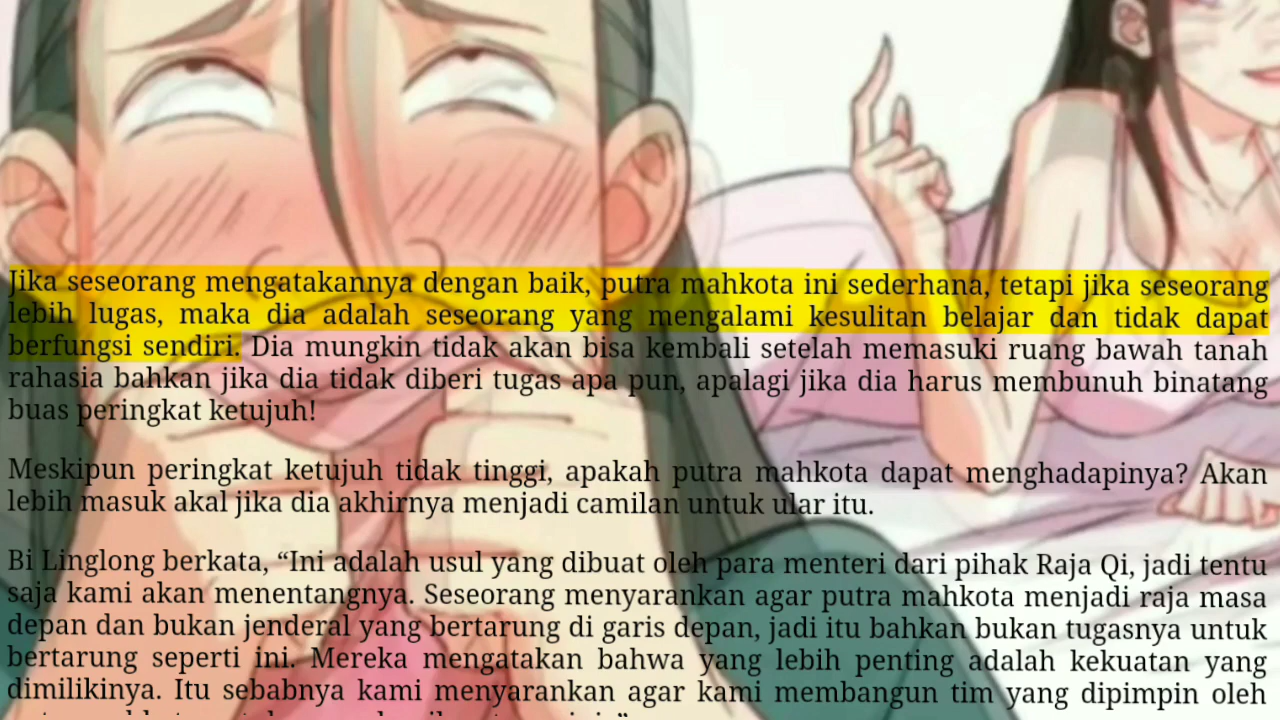 Jika seseorang mengatakannya dengan baik, putra mahkota ini sederhana, tetapi jika seseorang
lebih lugas, maka dia adalah seseorang yang mengalami kesulitan belajar dan tidak dapat
berfungsi sendiri. Dia mungkin tidak akan bisa kembali setelah memasuki ruang bawah tanah
rahasia bahkan jika dia tidak diberi tugas apa pun, apalagi jika dia harus membunuh binatang
buas peringkat ketujuh!
Meskipun peringkat ketujuh tidak tinggi, apakah putra mahkota dapat menghadapinya? Akan
lebih masuk akal jika dia akhirnya menjadi camilan untuk ular itu.
Bi Linglong berkata, “Ini adalah usul yang dibuat oleh para menteri dari pihak Raja Qi, jadi tentu
saja kami akan menentangnya. Seseorang menyarankan agar putra mahkota menjadi raja masa
depan dan bukan jenderal yang bertarung di garis depan, jadi itu bahkan bukan tugasnya untuk
bertarung seperti ini. Mereka mengatakan bahwa yang lebih penting adalah kekuatan yang
dimilikinya. Itu sebabnya kami menyarankan agar kami membangun tim yang dipimpin oleh